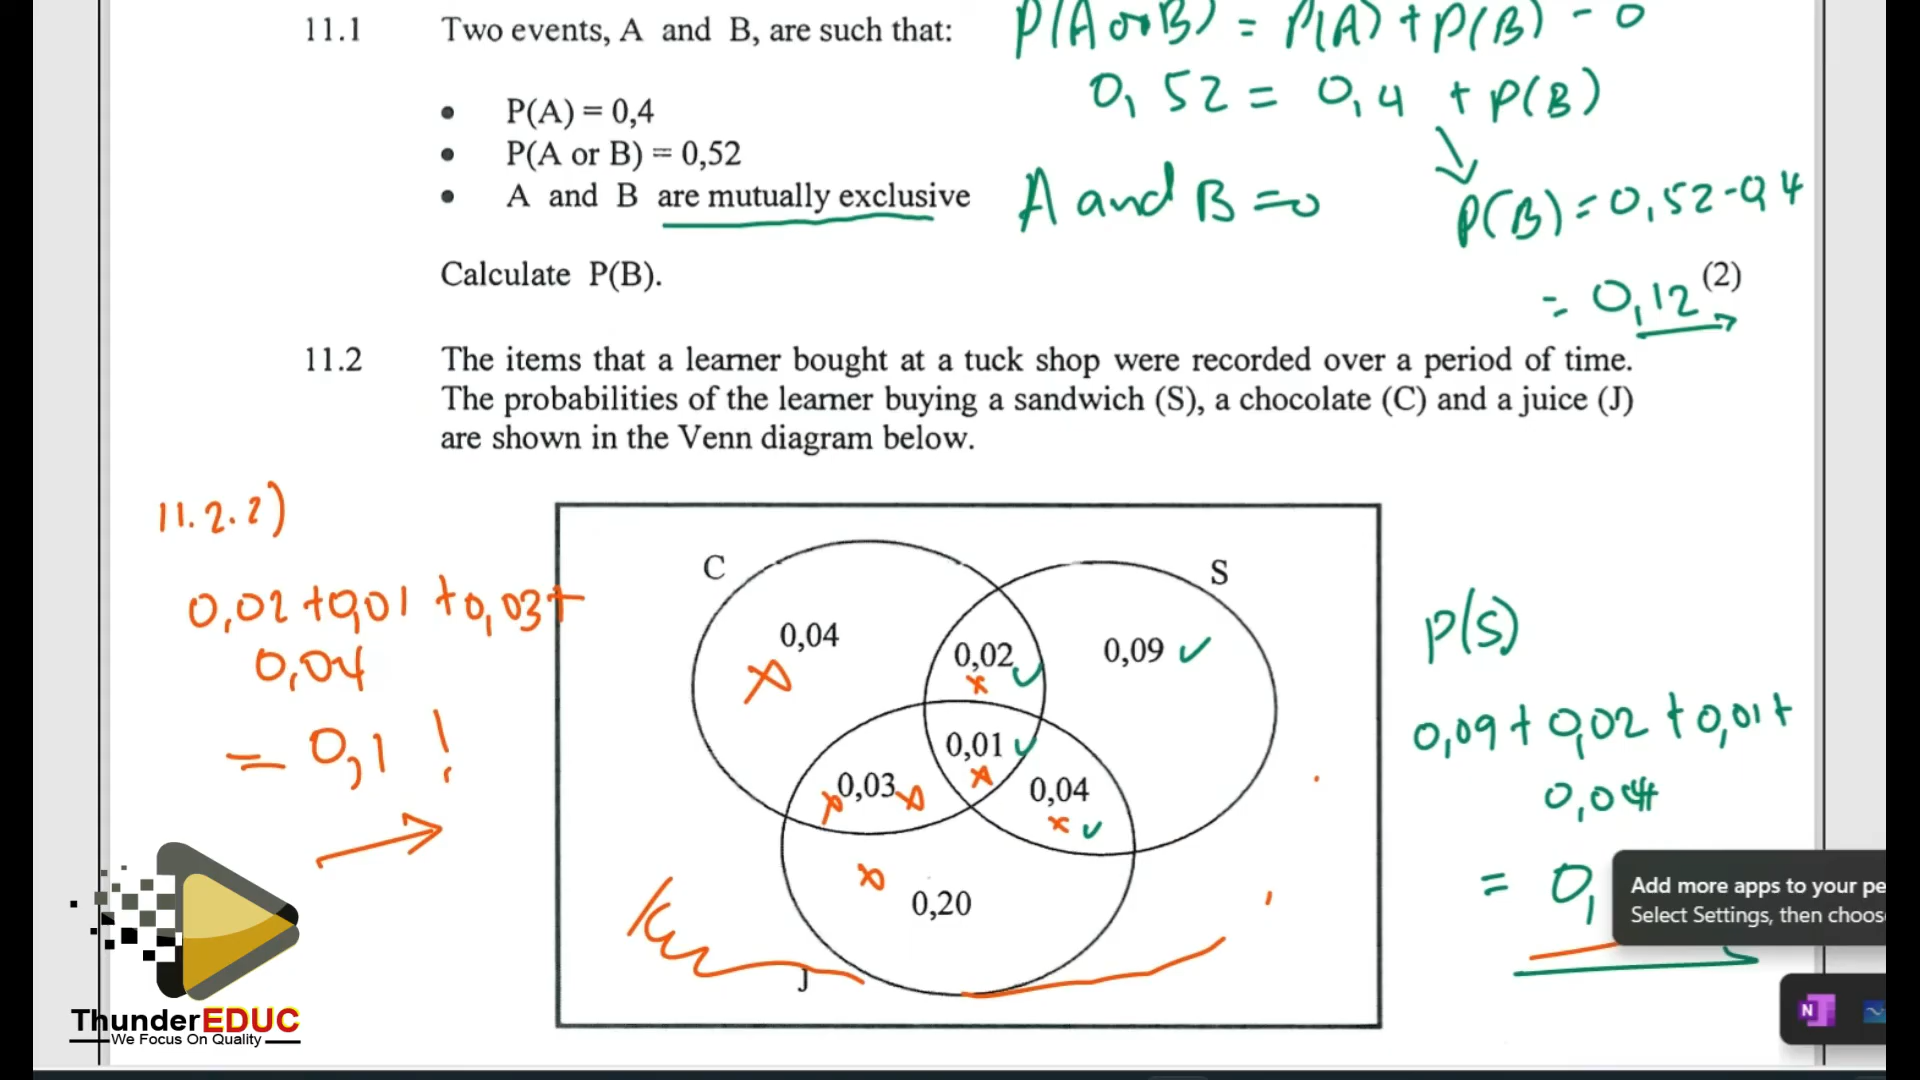 11.1 Two events, A and B, are such that:
P(A or B) = P(A) + P(B) - 0
0,52 = 0,4 + P(B)
• P(A) = 0,4
• P(A or B) = 0,52
• A and B are mutually exclusive
A and B = 0
P(B) = 0,52 - 0,4
= 0,12
Calculate P(B).
(2)
11.2 The items that a learner bought at a tuck shop were recorded over a period of time.
The probabilities of the learner buying a sandwich (S), a chocolate (C) and a juice (J)
are shown in the Venn diagram below.
11.2.2)
0,02 + 0,01 + 0,03 +
0,04
= 0,1 !
C
S
0,04
0,02
0,09
0,01
0,03
0,04
0,20
J
P(S)
0,09 + 0,02 + 0,01 +
0,04
= 0,
Add more apps to your pe
Select Settings, then choos
N
ThunderEDUC
We Focus On Quality